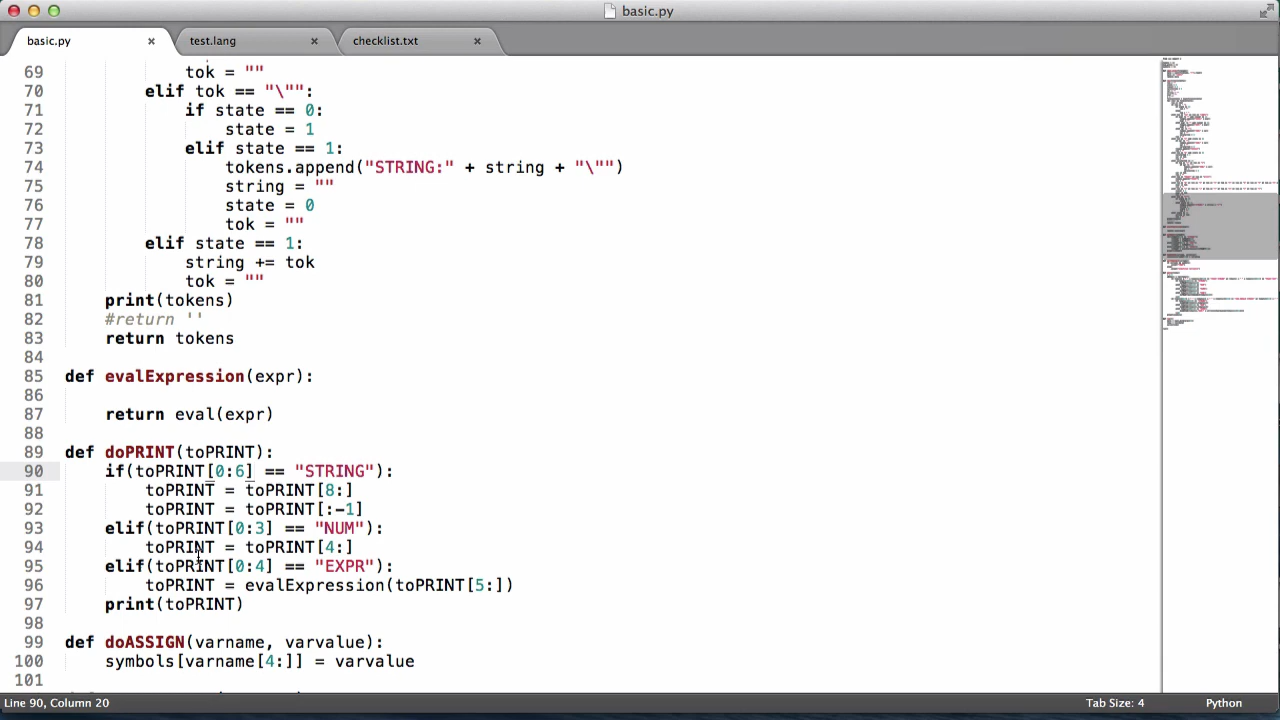 basic.py
basic.py × test.lang × checklist.txt ×
69 tok = ""
70 elif tok == "\"":
71 if state == 0:
72 state = 1
73 elif state == 1:
74 tokens.append("STRING:" + string + "\"")
75 string = ""
76 state = 0
77 tok = ""
78 elif state == 1:
79 string += tok
80 tok = ""
81 print(tokens)
82 #return ''
83 return tokens
84
85 def evalExpression(expr):
86
87 return eval(expr)
88
89 def doPRINT(toPRINT):
90 if(toPRINT[0:6] == "STRING"):
91 toPRINT = toPRINT[8:]
92 toPRINT = toPRINT[:-1]
93 elif(toPRINT[0:3] == "NUM"):
94 toPRINT = toPRINT[4:]
95 elif(toPRINT[0:4] == "EXPR"):
96 toPRINT = evalExpression(toPRINT[5:])
97 print(toPRINT)
98
99 def doASSIGN(varname, varvalue):
100 symbols[varname[4:]] = varvalue
101
Line 90, Column 20 Tab Size: 4 Python